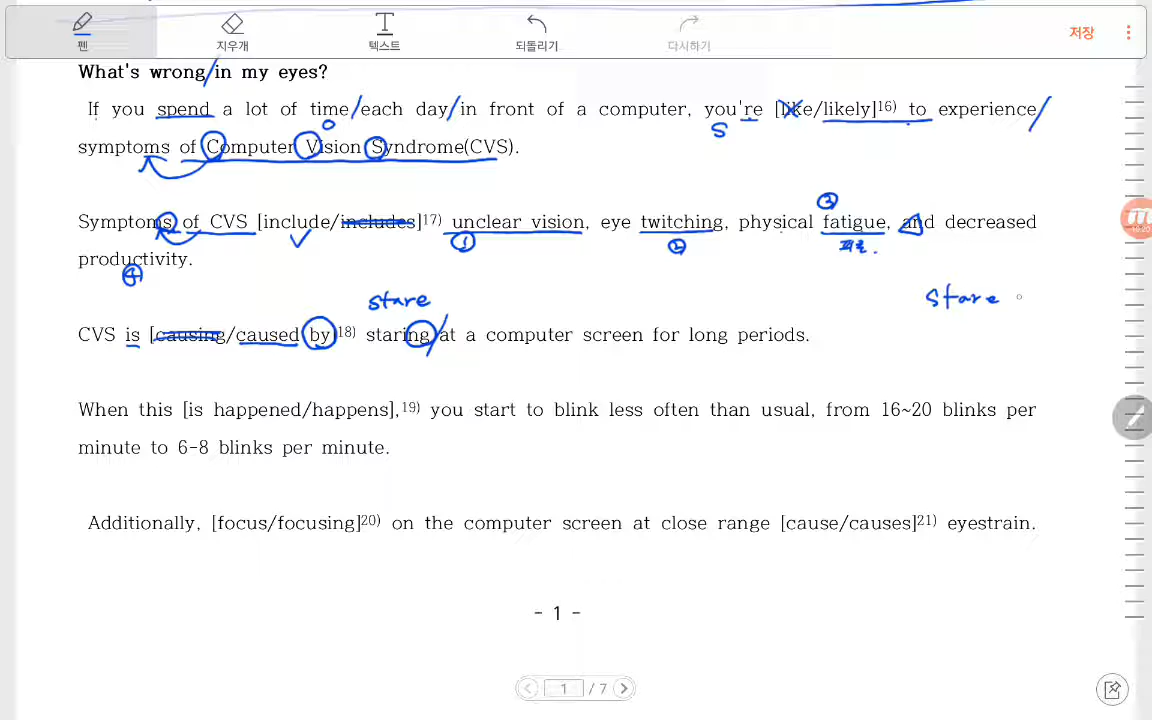 펜 지우개 텍스트 되돌리기 다시하기 저장
What's wrong/in my eyes?
If you spend a lot of time/each day/in front of a computer, you're [like/likely]16) to experience/
S
symptoms of Computer Vision Syndrome(CVS).
③
Symptoms of CVS [include/includes]17) unclear vision, eye twitching, physical fatigue, and decreased
① ② 피로.
productivity.
④
stare stare
CVS is [causing/caused by]18) staring/at a computer screen for long periods.
When this [is happened/happens],19) you start to blink less often than usual, from 16~20 blinks per
minute to 6-8 blinks per minute.
Additionally, [focus/focusing]20) on the computer screen at close range [cause/causes]21) eyestrain.
- 1 -
1 / 7